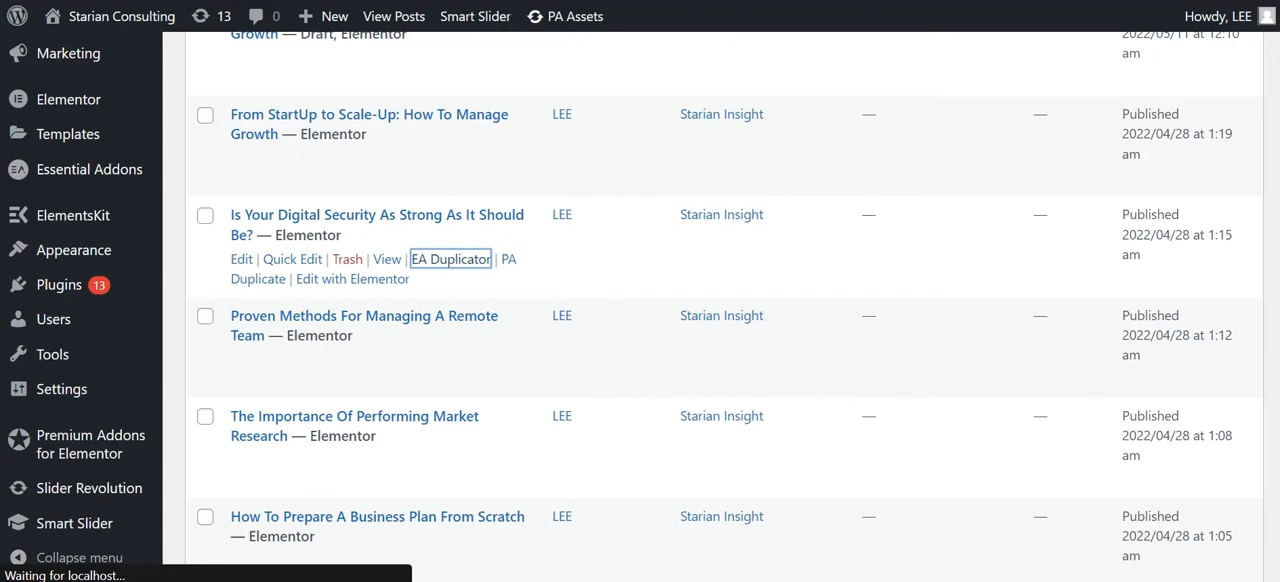 Starian Consulting 13 0 New View Posts Smart Slider PA Assets Howdy, LEE
Marketing
Elementor
Templates
Essential Addons
ElementsKit
Appearance
Plugins 13
Users
Tools
Settings
Premium Addons
for Elementor
Slider Revolution
Smart Slider
Collapse menu
Growth — Draft, Elementor
2022/05/11 at 12:10
am
From StartUp to Scale-Up: How To Manage
Growth — Elementor
LEE
Starian Insight
—
—
Published
2022/04/28 at 1:19
am
Is Your Digital Security As Strong As It Should
Be? — Elementor
Edit | Quick Edit | Trash | View | EA Duplicator | PA
Duplicate | Edit with Elementor
LEE
Starian Insight
—
—
Published
2022/04/28 at 1:15
am
Proven Methods For Managing A Remote
Team — Elementor
LEE
Starian Insight
—
—
Published
2022/04/28 at 1:12
am
The Importance Of Performing Market
Research — Elementor
LEE
Starian Insight
—
—
Published
2022/04/28 at 1:08
am
How To Prepare A Business Plan From Scratch
— Elementor
LEE
Starian Insight
—
—
Published
2022/04/28 at 1:05
am
Waiting for localhost...